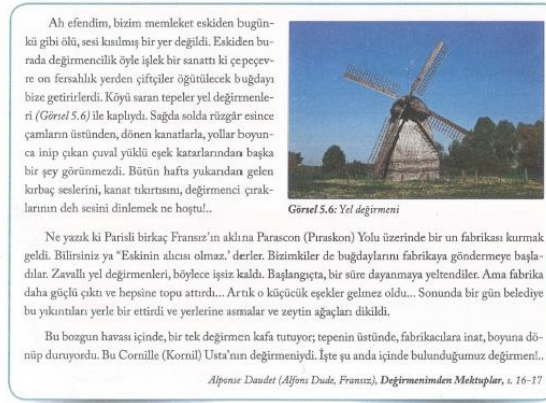 Ah efendim, bizim memleket eskiden bugün-
kü gibi ölü, sesi kısılmış bir yer değildi. Eskiden bu-
rada değirmencilik öyle işlek bir sanattı ki çepeçev-
re on fersahlık yerden çiftçiler öğütülecek buğdayı
bize getirirlerdi. Köyü saran tepeler yel değirmenle-
ri (Görsel 5.6) ile kaplıydı. Sağda solda rüzgâr esince
çamların üstünden, dönen kanatlarla, yollar boyun-
ca inip çıkan çuval yüklü eşek katarlarından başka
bir şey görünmezdi. Bütün hafta yukarıdan gelen
kırbaç seslerini, kanat tıkırtısını, değirmenci çırak-
larının deh sesini dinlemek ne hoştu!..
Görsel 5.6: Yel değirmeni
Ne yazık ki Parisli birkaç Fransız'ın aklına Parascon (Pıraskon) Yolu üzerinde bir un fabrikası kurmak
geldi. Bilirsiniz ya "Eskinin alıcısı olmaz.' derler. Bizimkiler de buğdaylarını fabrikaya göndermeye başla-
dılar. Zavallı yel değirmenleri, böylece işsiz kaldı. Başlangıçta, bir süre dayanmaya yeltendiler. Ama fabrika
daha güçlü çıktı ve hepsine topu attırdı... Artık o küçücük eşekler gelmez oldu... Sonunda bir gün belediye
bu yıkıntıları yerle bir ettirdi ve yerlerine asmalar ve zeytin ağaçları dikildi.
Bu bozgun havası içinde, bir tek değirmen kafa tutuyor; tepenin üstünde, fabrikacılara inat, boyuna dö-
nüp duruyordu. Bu Cornille (Kornil) Usta'nın değirmeniydi. İşte şu anda içinde bulunduğumuz değirmen!..
Alponse Daudet (Alfons Dude, Fransız), Değirmenimden Mektuplar, s. 16-17